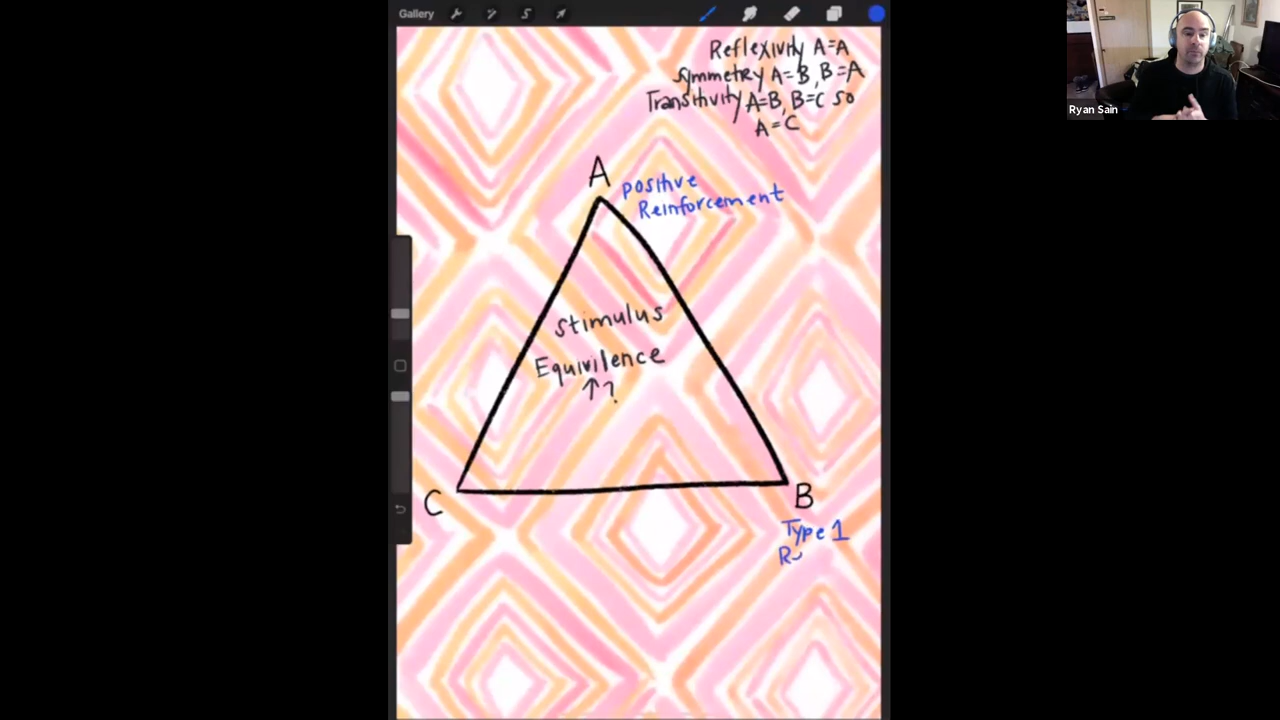 Gallery
Reflexivity A=A
Symmetry A=B, B=A
Transitivity A=B, B=C so
A=C
Ryan Sain
A
positive
Reinforcement
Stimulus
Equivilence
↑?
C
B
Type 1
R